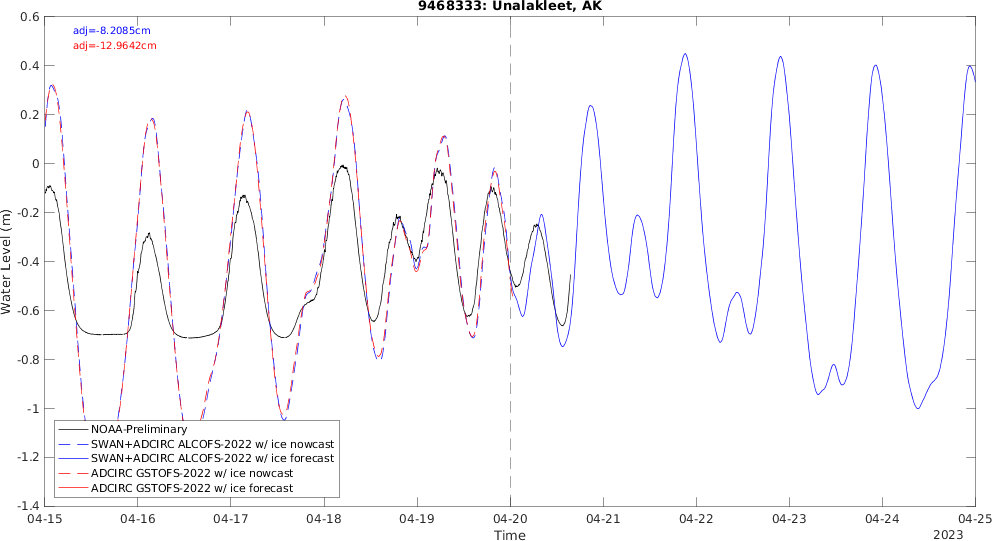 9468333: Unalakleet, AK
adj=-8.2085cm
adj=-12.9642cm
Water Level (m)
0.6
0.4
0.2
0
-0.2
-0.4
-0.6
-0.8
-1
-1.2
-1.4
NOAA-Preliminary
SWAN+ADCIRC ALCOFS-2022 w/ ice nowcast
SWAN+ADCIRC ALCOFS-2022 w/ ice forecast
ADCIRC GSTOFS-2022 w/ ice nowcast
ADCIRC GSTOFS-2022 w/ ice forecast
04-15 04-16 04-17 04-18 04-19 04-20 04-21 04-22 04-23 04-24 04-25
Time
2023